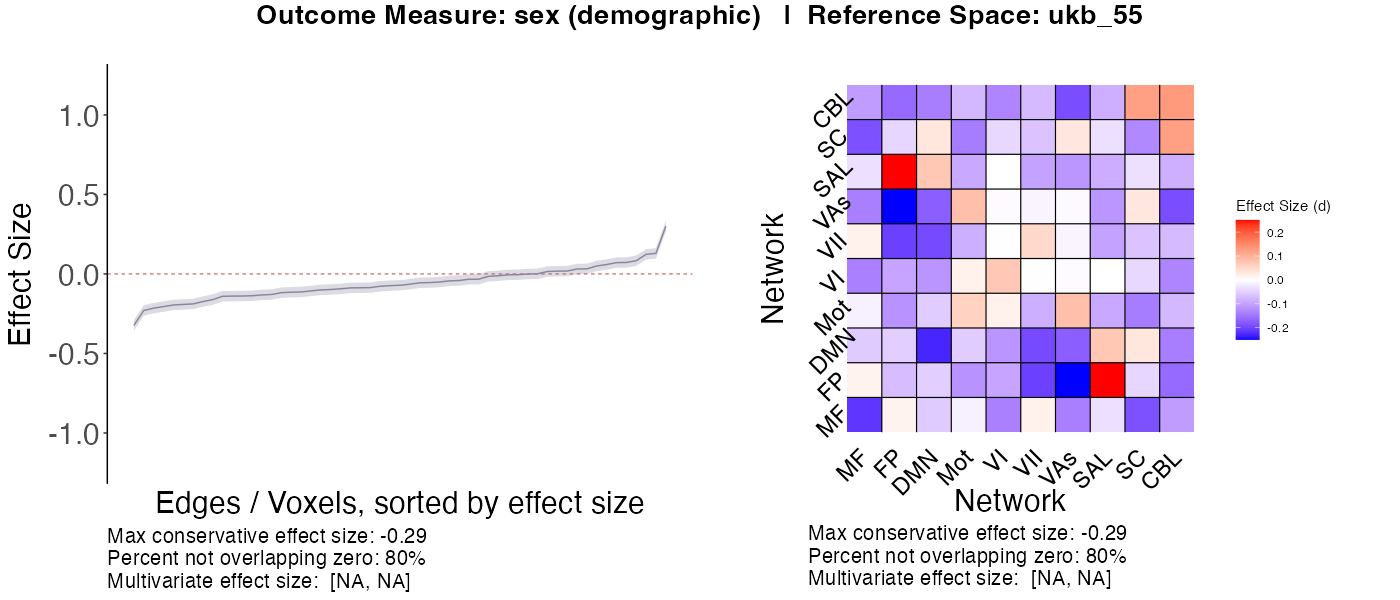 Outcome Measure: sex (demographic) | Reference Space: ukb_55
Effect Size
1.0
0.5
0.0
-0.5
-1.0
Edges / Voxels, sorted by effect size
Max conservative effect size: -0.29
Percent not overlapping zero: 80%
Multivariate effect size: [NA, NA]
Network
CBL
SC
SAL
VAs
VII
VI
Mot
DMN
FP
MF
MF
FP
DMN
Mot
VI
VII
VAs
SAL
SC
CBL
Network
Max conservative effect size: -0.29
Percent not overlapping zero: 80%
Multivariate effect size: [NA, NA]
Effect Size (d)
0.2
0.1
0.0
-0.1
-0.2